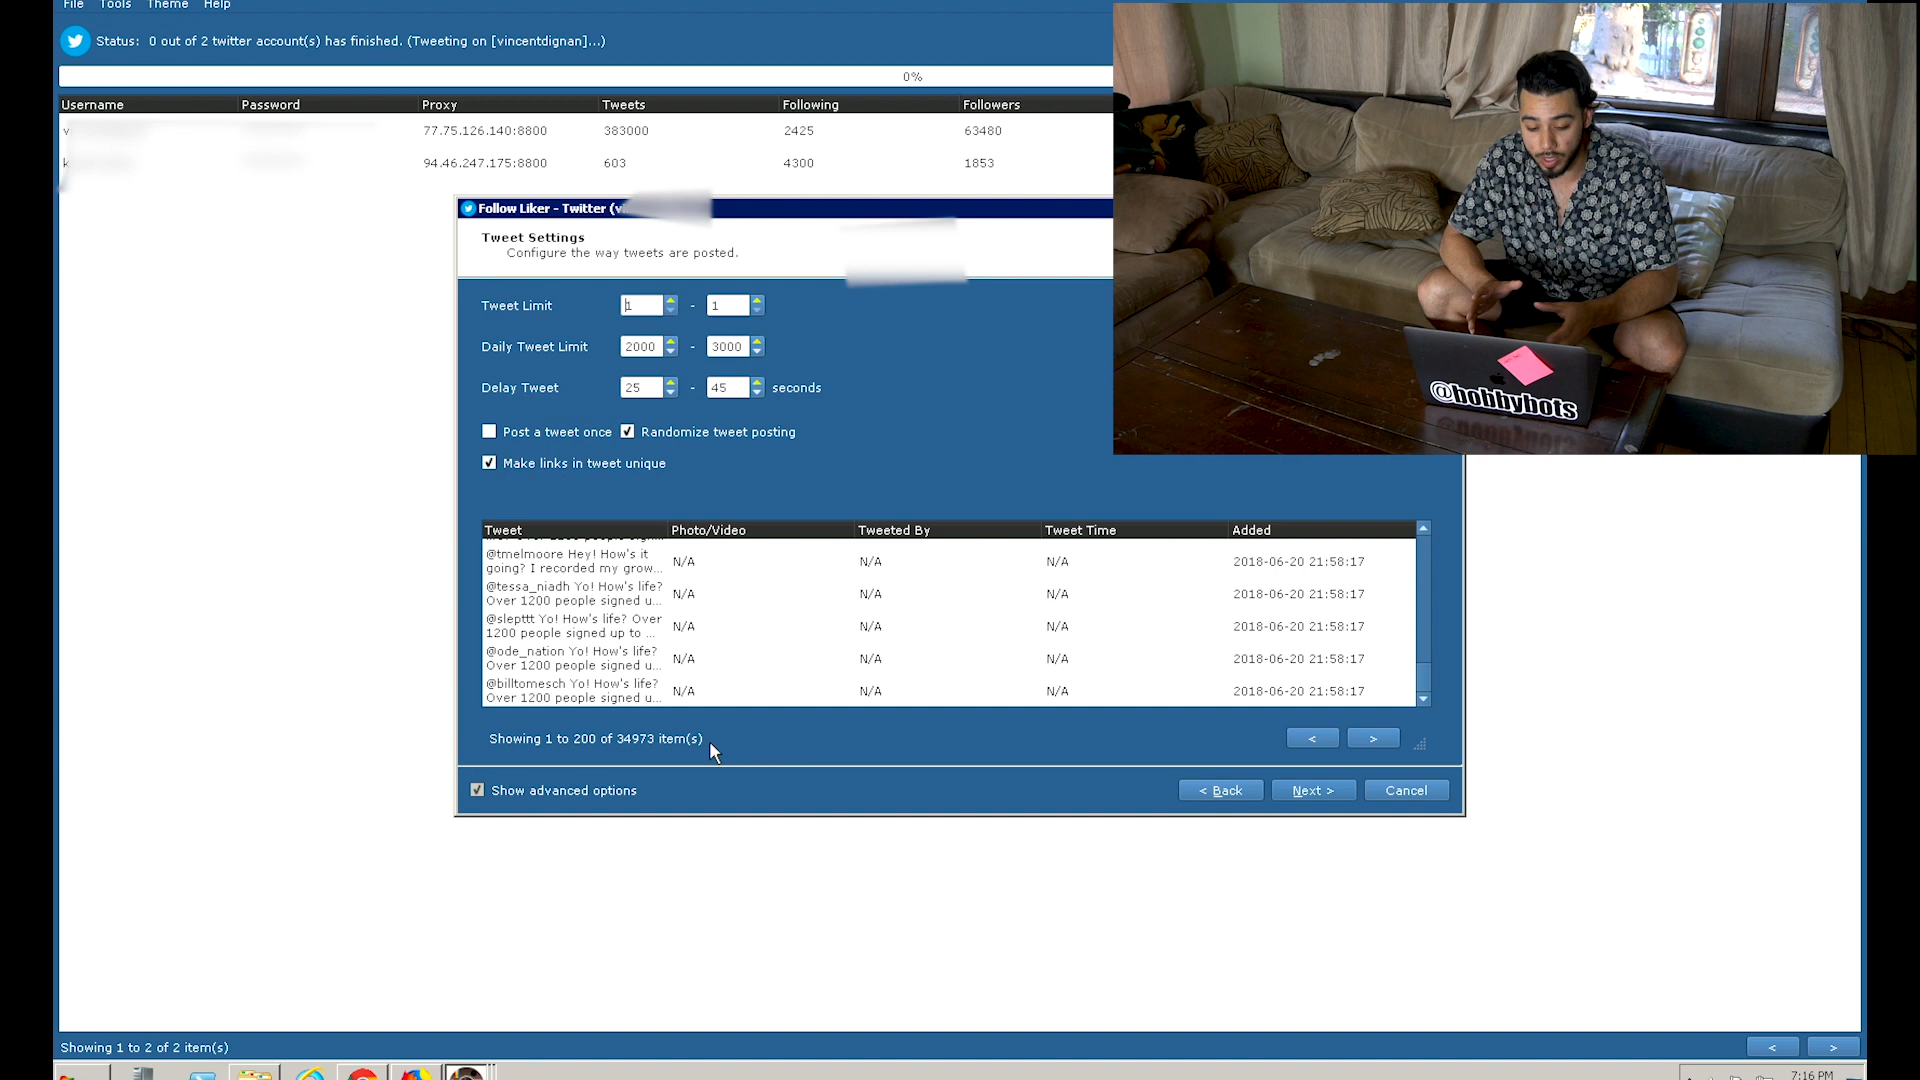 File Tools Theme Help
Status: 0 out of 2 twitter account(s) has finished. (Tweeting on [vincentdignan]...)
0%
Username Password Proxy Tweets Following Followers
v 77.75.126.140:8800 383000 2425 63480
k 94.46.247.175:8800 603 4300 1853
Follow Liker - Twitter (v
Tweet Settings
Configure the way tweets are posted.
Tweet Limit 1 - 1
Daily Tweet Limit 2000 - 3000
Delay Tweet 25 - 45 seconds
Post a tweet once Randomize tweet posting
Make links in tweet unique
@hobbybots
Tweet Photo/Video Tweeted By Tweet Time Added
@tmelmoore Hey! How's it
going? I recorded my grow... N/A N/A N/A 2018-06-20 21:58:17
@tessa_niadh Yo! How's life?
Over 1200 people signed u... N/A N/A N/A 2018-06-20 21:58:17
@slepttt Yo! How's life? Over
1200 people signed up to ... N/A N/A N/A 2018-06-20 21:58:17
@ode_nation Yo! How's life?
Over 1200 people signed u... N/A N/A N/A 2018-06-20 21:58:17
@billtomesch Yo! How's life?
Over 1200 people signed u... N/A N/A N/A 2018-06-20 21:58:17
Showing 1 to 200 of 34973 item(s) < >
Show advanced options < Back Next > Cancel
Showing 1 to 2 of 2 item(s) < >
7:16 PM